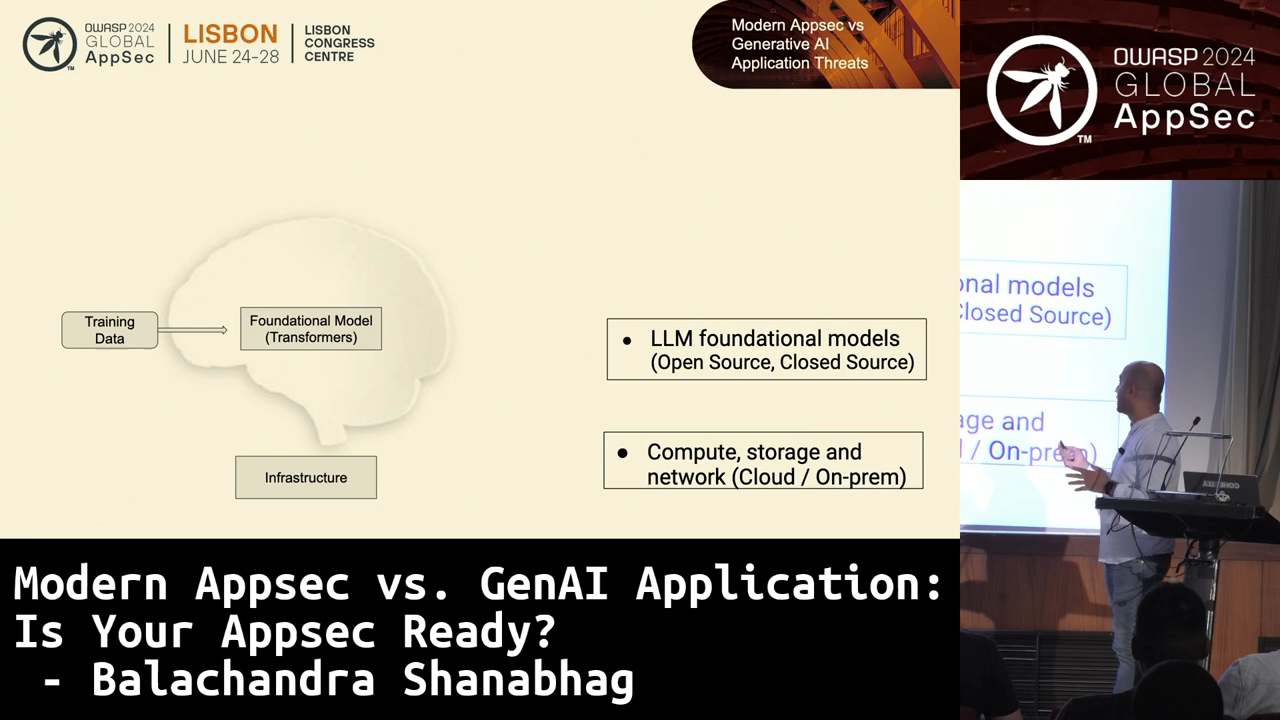 OWASP 2024
GLOBAL
AppSec
TM
LISBON
JUNE 24-28
LISBON
CONGRESS
CENTRE
Modern Appsec vs
Generative AI
Application Threats
Training
Data
Foundational Model
(Transformers)
Infrastructure
● LLM foundational models
(Open Source, Closed Source)
● Compute, storage and
network (Cloud / On-prem)
OWASP 2024
GLOBAL
AppSec
TM
onal models
Closed Source)
age and
/ On-prem)
COHESITY
Modern Appsec vs. GenAI Application:
Is Your Appsec Ready?
- Balachandra Shanabhag